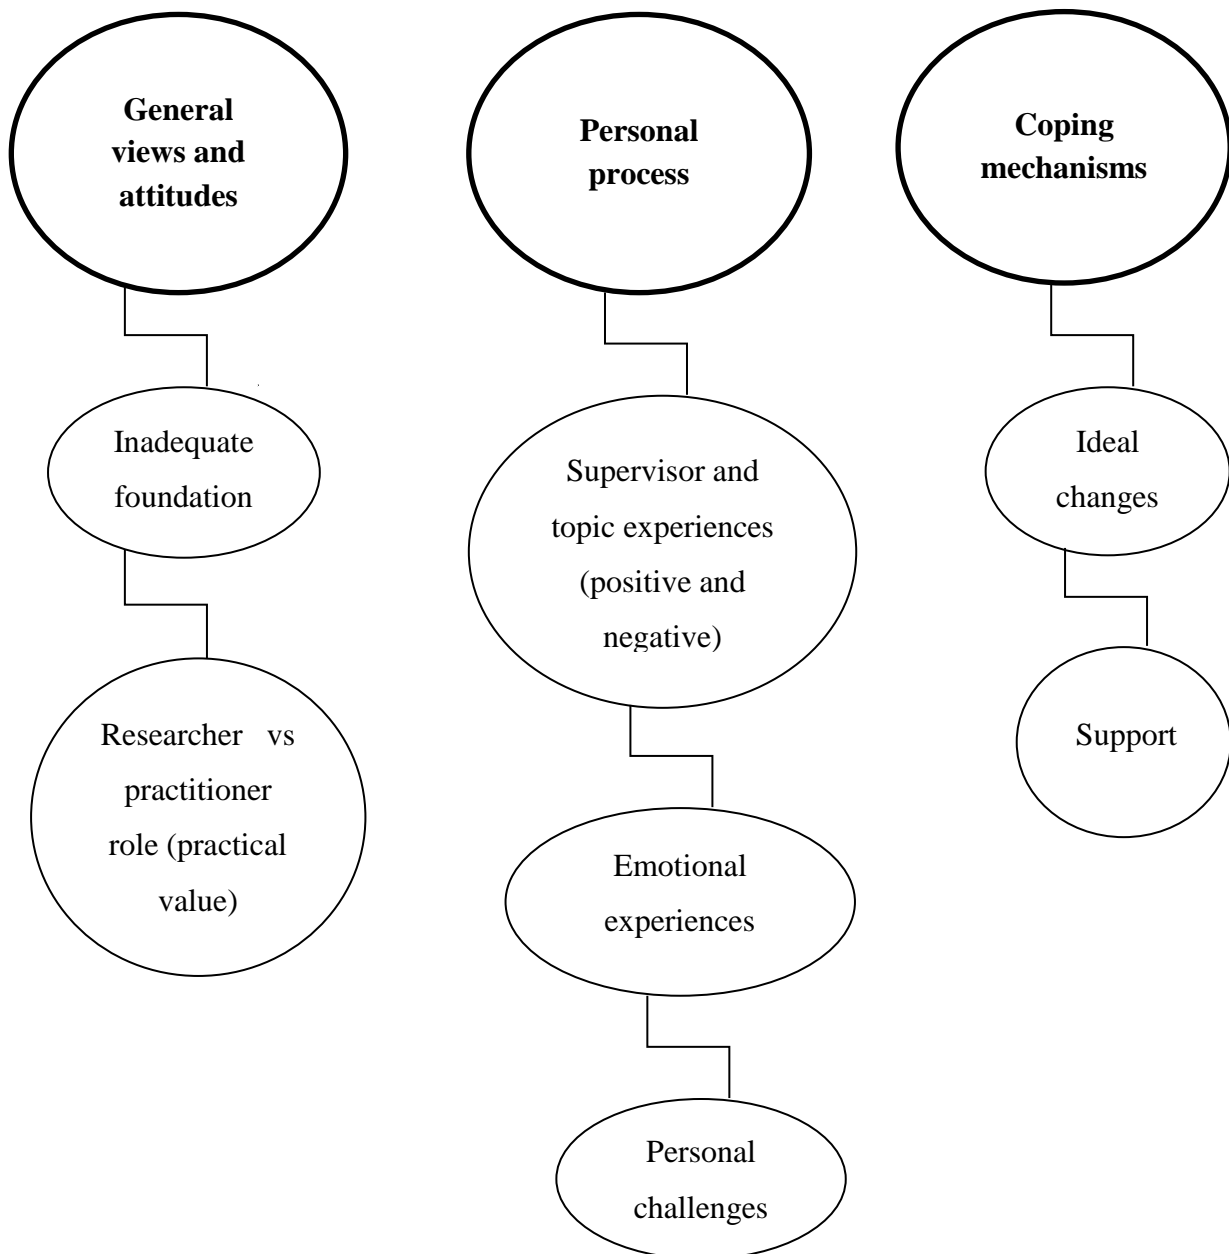 General
views and
attitudes
Inadequate
foundation
Researcher vs
practitioner
role (practical
value)
Personal
process
Supervisor and
topic experiences
(positive and
negative)
Emotional
experiences
Personal
challenges
Coping
mechanisms
Ideal
changes
Support